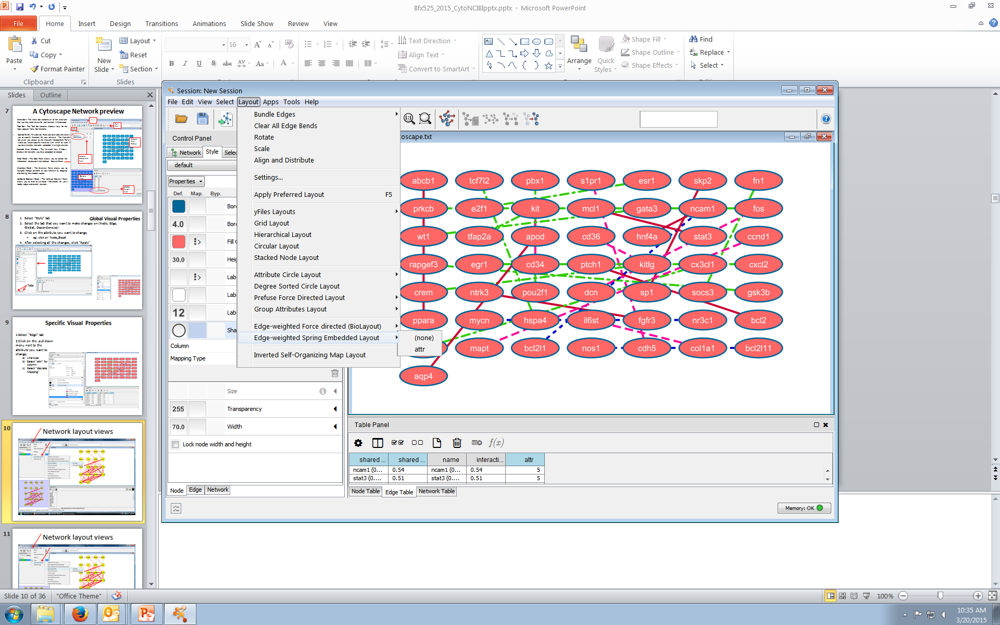 Bfx525_2015_CytoNCIBIpptx.pptx - Microsoft PowerPoint
File Home Insert Design Transitions Animations Slide Show Review View
Paste
Cut
Copy
Format Painter
Clipboard
New Slide
Layout
Reset
Section
Slides
16
Text Direction
Align Text
Convert to SmartArt
Arrange
Quick Styles
Shape Fill
Shape Outline
Shape Effects
Find
Replace
Select
Slides Outline
7
A Cytoscape Network preview
8
Global Visual Properties
1. Select "Style" tab
2. Select the tab that you want to make changes on (Node, Edge, Global, Dependencies)
3. Click on the attribute you want to change,
4. After selecting all the changes, click "Apply"
Tabs
9
Specific Visual Properties
1.Select "Edge" tab
2.Click on the pull down
menu next to the
attribute you want to
change,
a) Line type
b) Select "attr" for
column
c) Select "discrete
Mapping"
10
Network layout views
11
Network layout views
Session: New Session
File Edit View Select Layout Apps Tools Help
Control Panel
Network Style Selec
default
Properties
Def. Map. Byp.
Bor
4.0 Bor
Fill C
30.0 Heig
Lab
Lab
12 Lab
Sha
Column
Mapping Type
Size
255 Transparency
70.0 Width
Lock node width and height
Node Edge Network
Bundle Edges
Clear All Edge Bends
Rotate
Scale
Align and Distribute
Settings...
Apply Preferred Layout F5
yFiles Layouts
Grid Layout
Hierarchical Layout
Circular Layout
Stacked Node Layout
Attribute Circle Layout
Degree Sorted Circle Layout
Prefuse Force Directed Layout
Group Attributes Layout
Edge-weighted Force directed (BioLayout)
Edge-weighted Spring Embedded Layout
Inverted Self-Organizing Map Layout
(none)
attr
oscape.txt
abcb1 tcf7l2 pbx1 s1pr1 esr1 skp2 fn1
prkcb e2f1 kit mcl1 gata3 ncam1 fos
wt1 tfap2a apod cd36 hnf4a stat3 ccnd1
rapgef3 egr1 cd34 ptch1 kitlg cx3cl1 cxcl2
crem ntrk3 pou2f1 dcn sp1 socs3 gsk3b
ppara mycn hspa4 il6st fgfr3 nr3c1 bcl2
mapt bcl2l1 nos1 cdh5 col1a1 bcl2l11
aqp4
Table Panel
f(x)
shared ... shared ... name interacti... attr
ncam1 (0... 0.54 ncam1 (0... 0.54 5
stat3 (0.... 0.51 stat3 (0.... 0.51 5
Node Table Edge Table Network Table
Memory: OK
Slide 10 of 36 "Office Theme" 100%
10:35 AM
3/20/2015